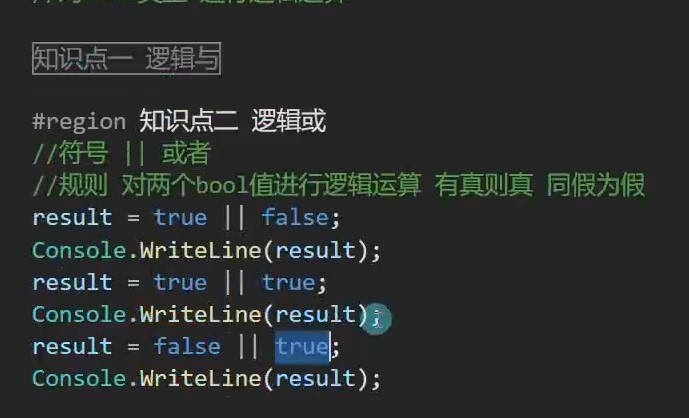 知识点一 逻辑与
#region 知识点二 逻辑或
//符号 || 或者
//规则 对两个bool值进行逻辑运算 有真则真 同假为假
result = true || false;
Console.WriteLine(result);
result = true || true;
Console.WriteLine(result);
result = false || true;
Console.WriteLine(result);